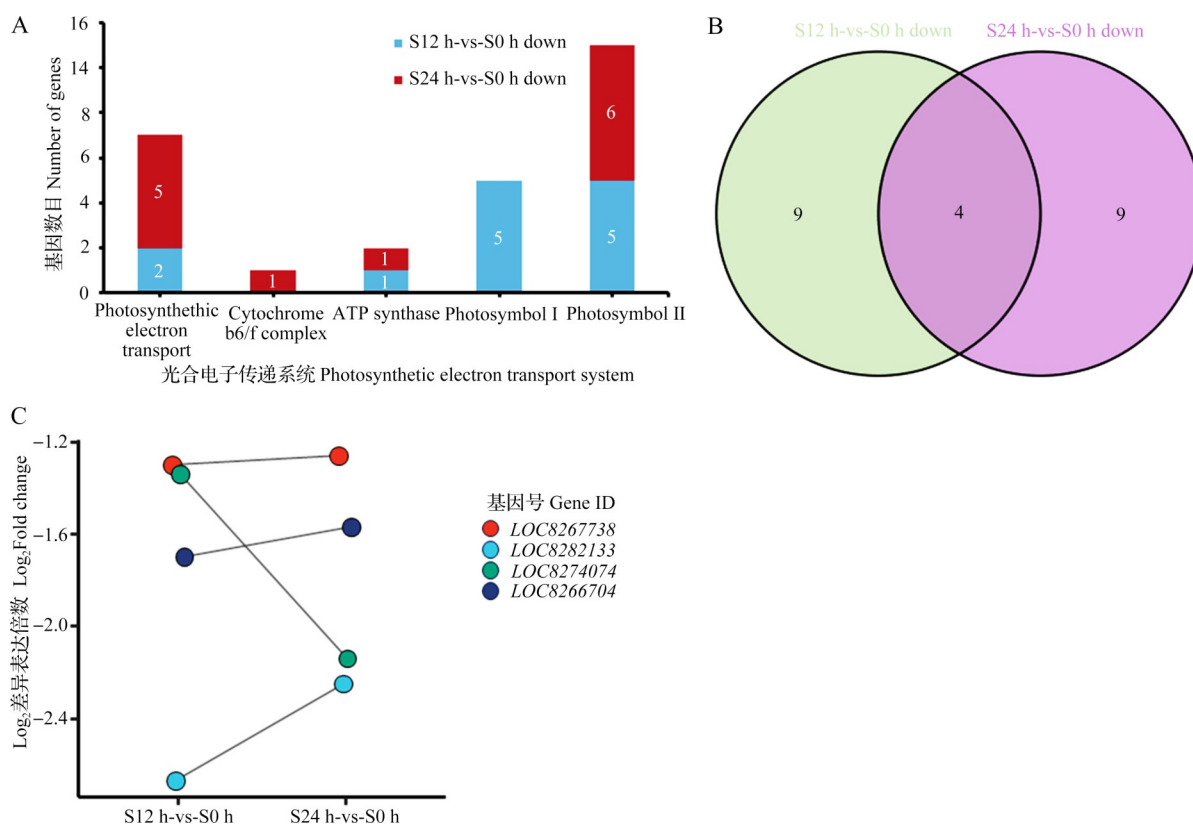 A
16
14
8
6
4
2
0
基因数目 Number of genes
S12 h-vs-S0 h down
S24 h-vs-S0 h down
5
2
1
1
1
5
6
5
Photosynthethic
electron
transport
Cytochrome
b6/f complex
ATP synthase
Photosymbol I
Photosymbol II
光合电子传递系统 Photosynthetic electron transport system
B
S12 h-vs-S0 h down
S24 h-vs-S0 h down
9
4
9
C
−1.2
−1.6
−2.0
−2.4
Log₂差异表达倍数 Log₂Fold change
S12 h-vs-S0 h
S24 h-vs-S0 h
基因号 Gene ID
LOC8267738
LOC8282133
LOC8274074
LOC8266704